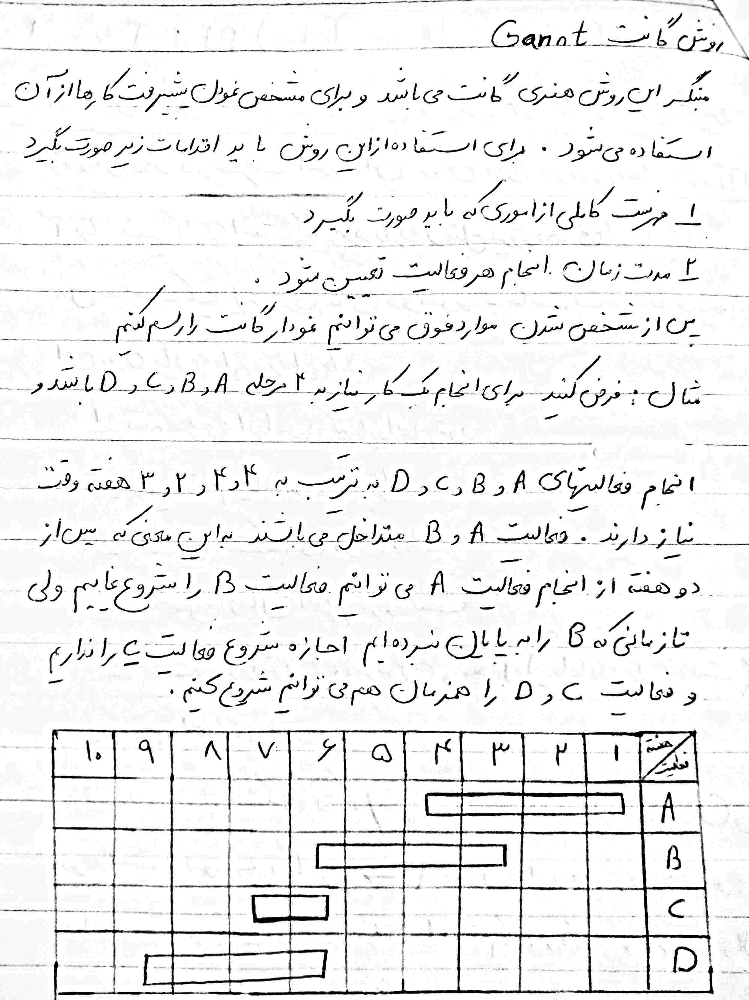 روش گانت Gannt
مبتکر این روش هنری گانت می باشد و برای مشخص نمودن پیشرفت کارها از آن
استفاده می شود . برای استفاده از این روش باید اقدامات زیر صورت بگیرد
۱ـ فهرست کاملی از اموری که باید صورت بگیرد
۲ـ مدت زمان انجام هر فعالیت تعیین شود .
پس از مشخص شدن موارد فوق می توانیم نمودار گانت را رسم کنیم
مثال : فرض کنید برای انجام یک کار نیاز به ۴ مرحله A و B و C و D باشد و
انجام فعالیتهای A و B و C و D به ترتیب به ۴ و ۴ و ۲ و ۳ هفته وقت
نیاز دارند . فعالیت A و B متداخل می باشند به این معنی که پس از
دو هفته از انجام فعالیت A می توانیم فعالیت B را شروع نماییم ولی
تا زمانی که B را به پایان نبرده ایم اجازه شروع فعالیت C را نداریم
و فعالیت C و D را همزمان هم می توانیم شروع کنیم .
هفته ۱ ۲ ۳ ۴ ۵ ۶ ۷ ۸ ۹ ۱۰
فعالیت
A
B
C
D